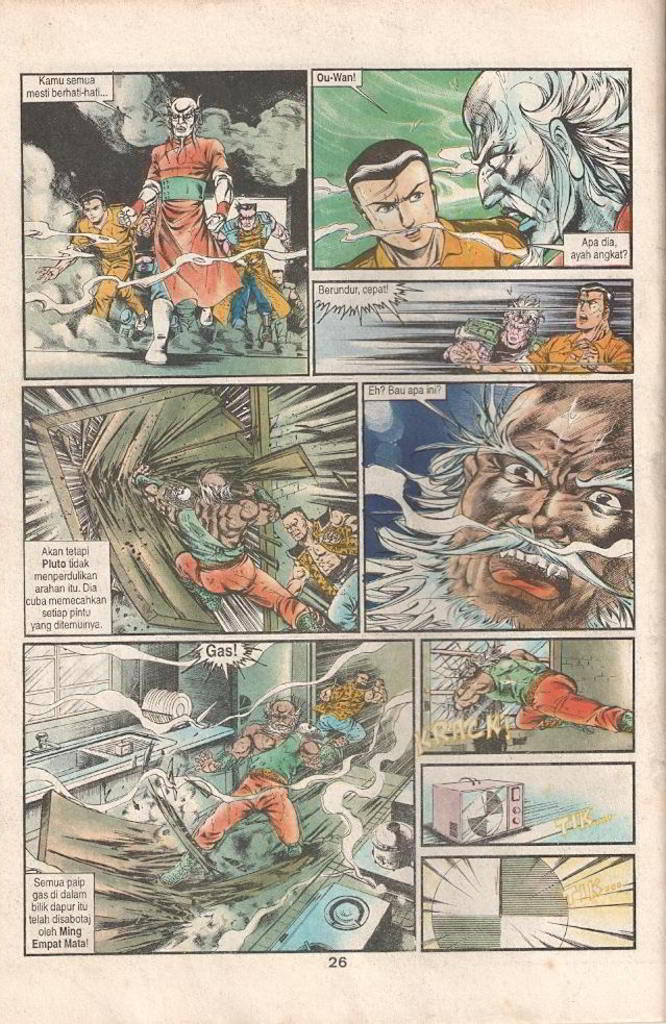 Kamu semua
mesti berhati-hati...
Ou-Wan!
Apa dia,
ayah angkat?
Berundur, cepat!
Akan tetapi
Pluto tidak
menperdulikan
arahan itu. Dia
cuba memecahkan
setiap pintu
yang ditemuinya.
Eh? Bau apa ini?
Gas!
Semua paip
gas di dalam
bilik dapur itu
telah disabotaj
oleh Ming
Empat Mata!
KRACK!
TIK....
TIK....
26